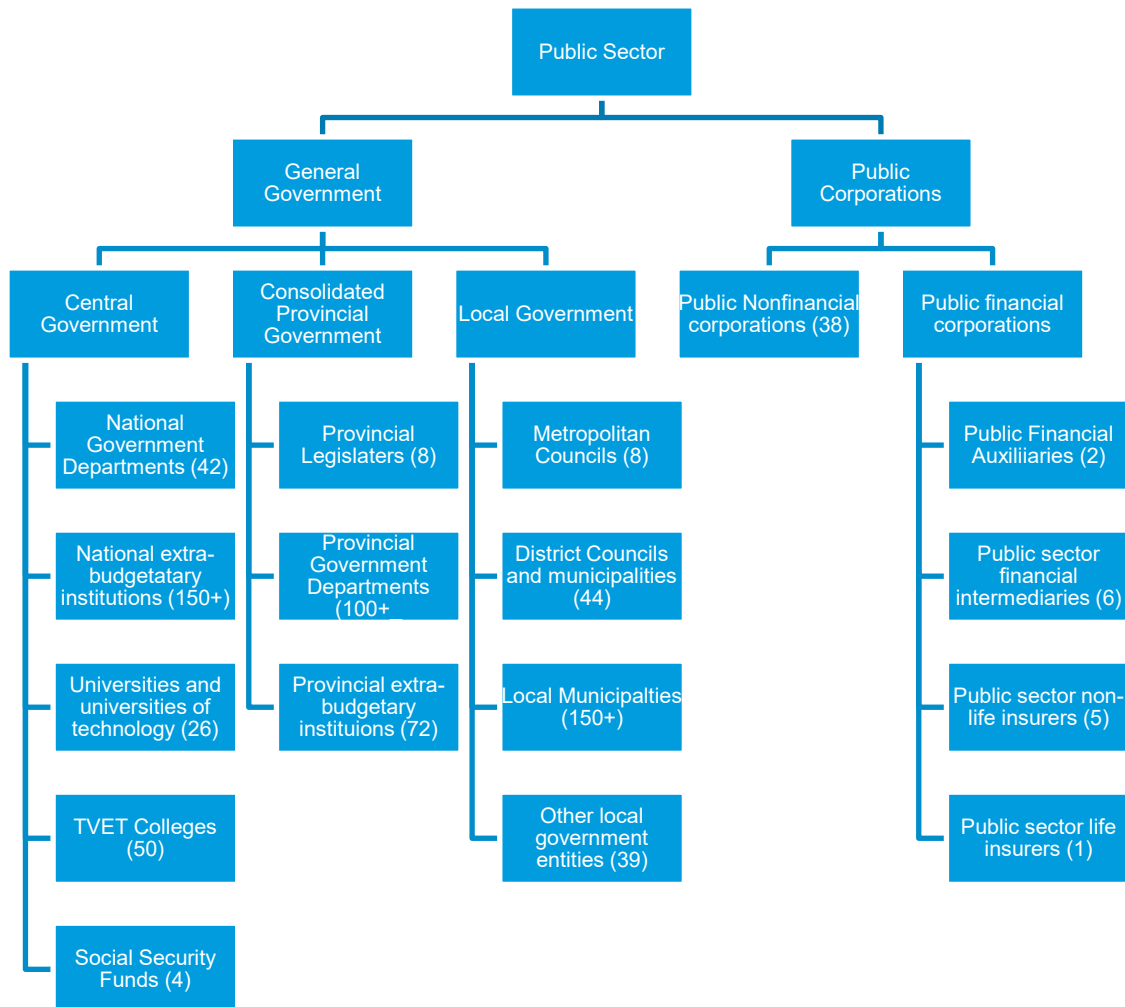 Public Sector
General
Government
Public
Corporations
Central
Government
Consolidated
Provincial
Government
Local Government
Public Nonfinancial
corporations (38)
Public financial
corporations
National
Government
Departments (42)
Provincial
Legislaters (8)
Metropolitan
Councils (8)
Public Financial
Auxiliiaries (2)
National extra-
budgetatary
institutions (150+)
Provincial
Government
Departments
(100+_
District Councils
and municipalities
(44)
Public sector
financial
intermediaries (6)
Universities and
universities of
technology (26)
Provincial extra-
budgetary
instituions (72)
Local Municipalties
(150+)
Public sector non-
life insurers (5)
TVET Colleges
(50)
Other local
government
entities (39)
Public sector life
insurers (1)
Social Security
Funds (4)